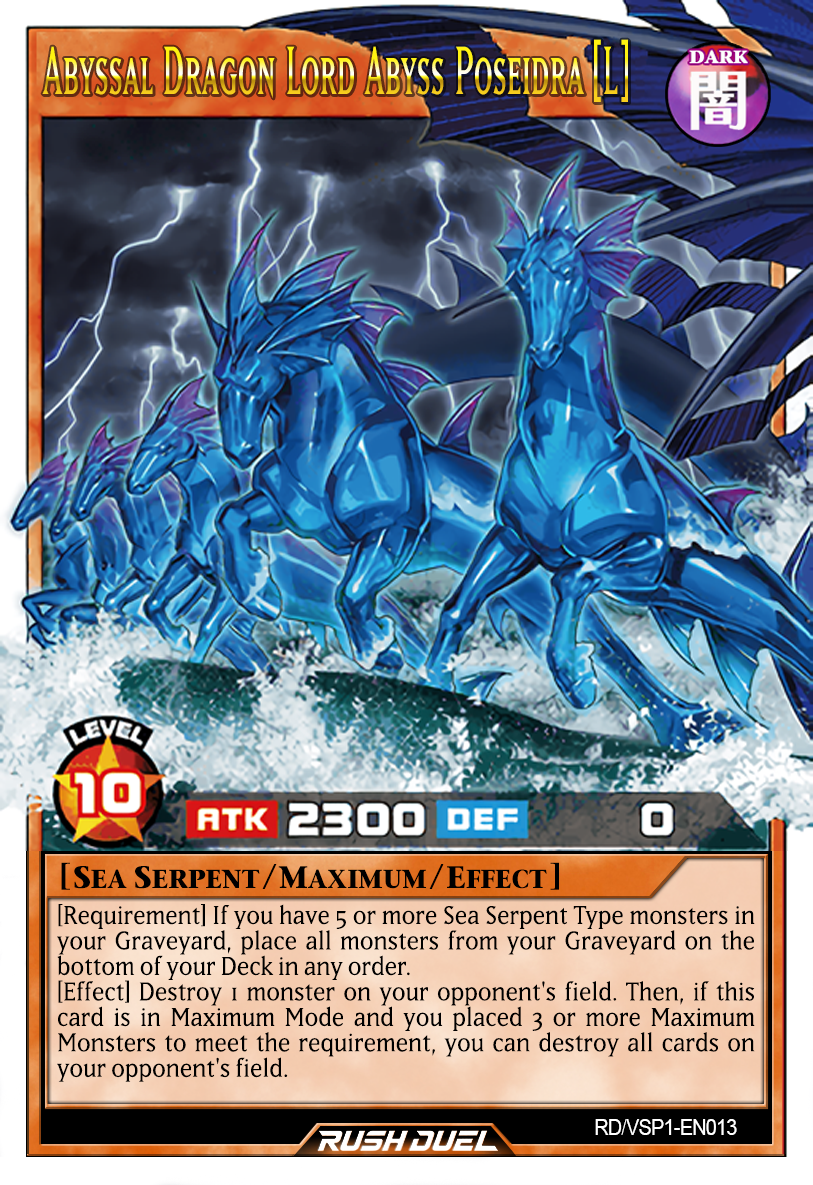 Abyssal Dragon Lord Abyss Poseidra [L]
DARK
闇
LEVEL
10
ATK 2300 DEF 0
[Sea Serpent/Maximum/Effect]
[Requirement] If you have 5 or more Sea Serpent Type monsters in
your Graveyard, place all monsters from your Graveyard on the
bottom of your Deck in any order.
[Effect] Destroy 1 monster on your opponent's field. Then, if this
card is in Maximum Mode and you placed 3 or more Maximum
Monsters to meet the requirement, you can destroy all cards on
your opponent's field.
RD/VSP1-EN013
RUSH DUEL